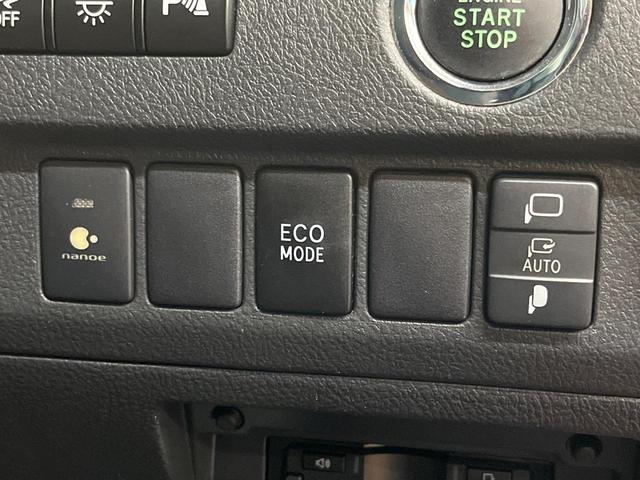 OFF
P
ENGINE
START
STOP
nanoe
ECO
MODE
AUTO